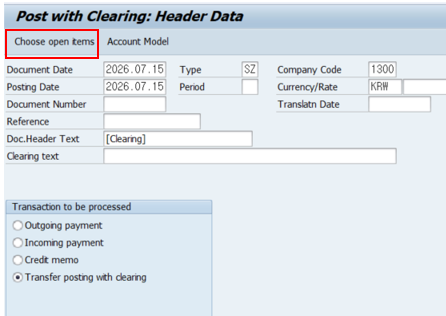 Post with Clearing: Header Data
Choose open items Account Model
Document Date 2026.07.15 Type SZ Company Code 1300
Posting Date 2026.07.15 Period Currency/Rate KRW
Document Number Translatn Date
Reference
Doc.Header Text [Clearing]
Clearing text
Transaction to be processed
Outgoing payment
Incoming payment
Credit memo
Transfer posting with clearing